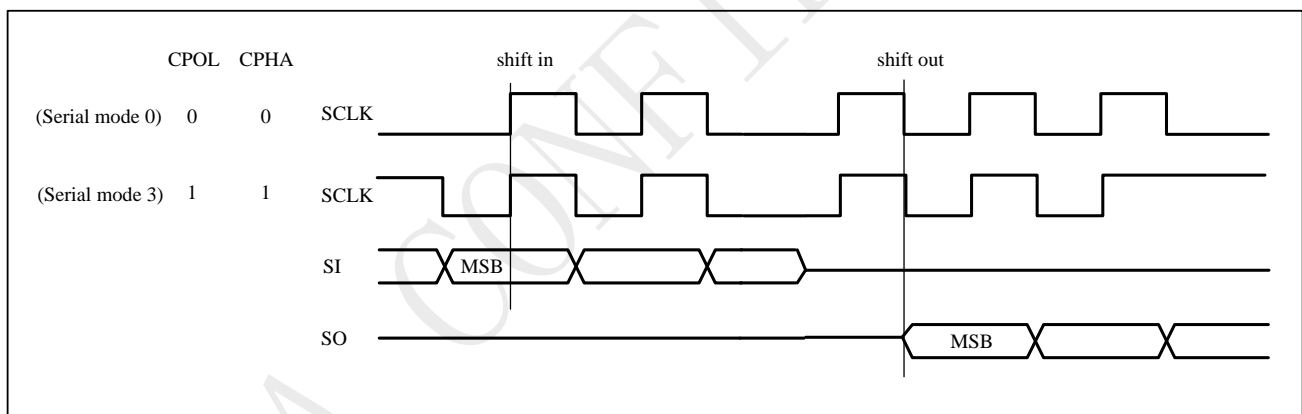 CPOL CPHA shift in shift out
(Serial mode 0) 0 0 SCLK
(Serial mode 3) 1 1 SCLK
SI MSB
SO MSB